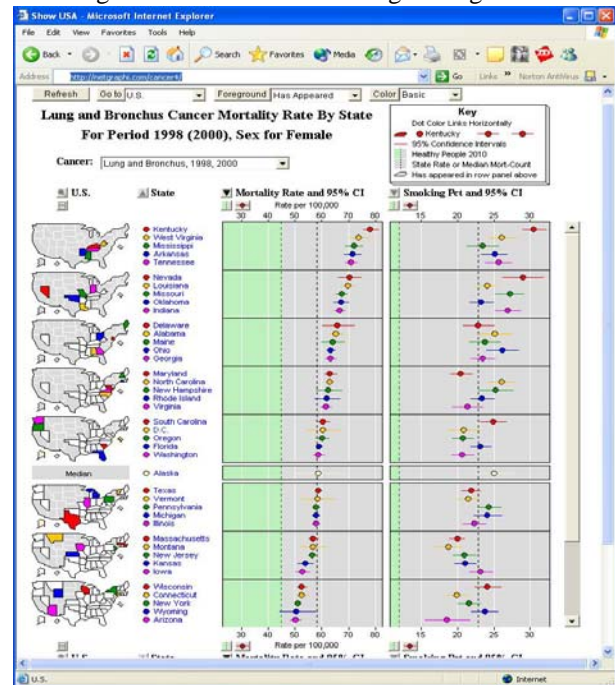 Show USA - Microsoft Internet Explorer
File Edit View Favorites Tools Help
Back Search Favorites Media
Address http://netgraphi.com/cancer4/ Go Links » Norton AntiVirus
Refresh Go to U.S. Foreground Has Appeared Color Basic
Lung and Bronchus Cancer Mortality Rate By State
For Period 1998 (2000), Sex for Female
Cancer: Lung and Bronchus, 1998, 2000
Key
Dot Color Links Horizontally
Kentucky
95% Confidence Intervals
Healthy People 2010
State Rate or Median Mort-Count
Has appeared in row panel above
U.S. State Mortality Rate and 95% CI Smoking Pct and 95% CI
Rate per 100,000
30 40 50 60 70 80 15 20 25 30
Kentucky
West Virginia
Mississippi
Arkansas
Tennessee
Nevada
Louisiana
Missouri
Oklahoma
Indiana
Delaware
Alabama
Maine
Ohio
Georgia
Maryland
North Carolina
New Hampshire
Rhode Island
Virginia
South Carolina
D.C.
Oregon
Florida
Washington
Median Alaska
Texas
Vermont
Pennsylvania
Michigan
Illinois
Massachusetts
Montana
New Jersey
Kansas
Iowa
Wisconsin
Connecticut
New York
Wyoming
Arizona
30 40 50 60 70 80 15 20 25 30
Rate per 100,000
U.S. Internet